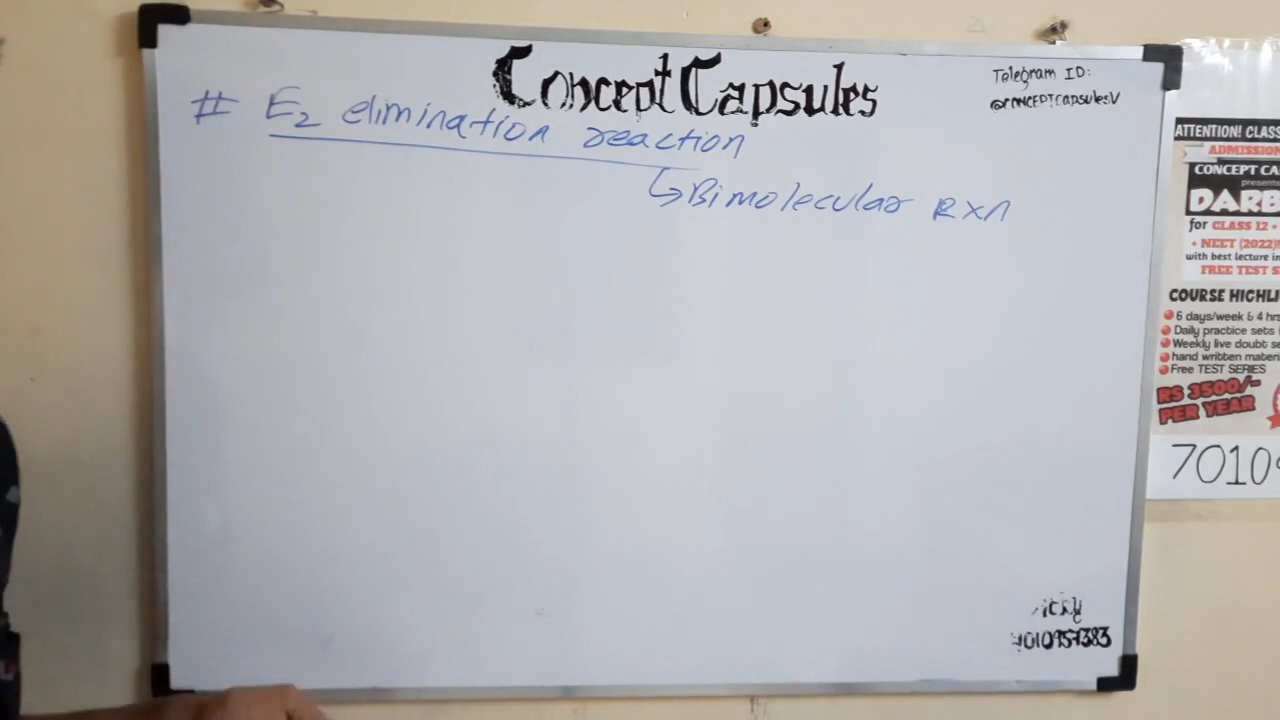 Concept Capsules
Telegram ID:
@CONCEPTCapsulesV
# E2 elimination reaction
↳Bimolecular Rxn
ATTENTION! CLASS
ADMISSION
CONCEPT CA
presents
DARB
for CLASS 12 +
+ NEET (2022)
with best lecture in
FREE TEST S
COURSE HIGHLI
6 days/week & 4 hrs
Daily practice sets
Weekly live doubt se
hand written mater
Free TEST SERIES
RS 3500/-
PER YEAR
7010
7010957383